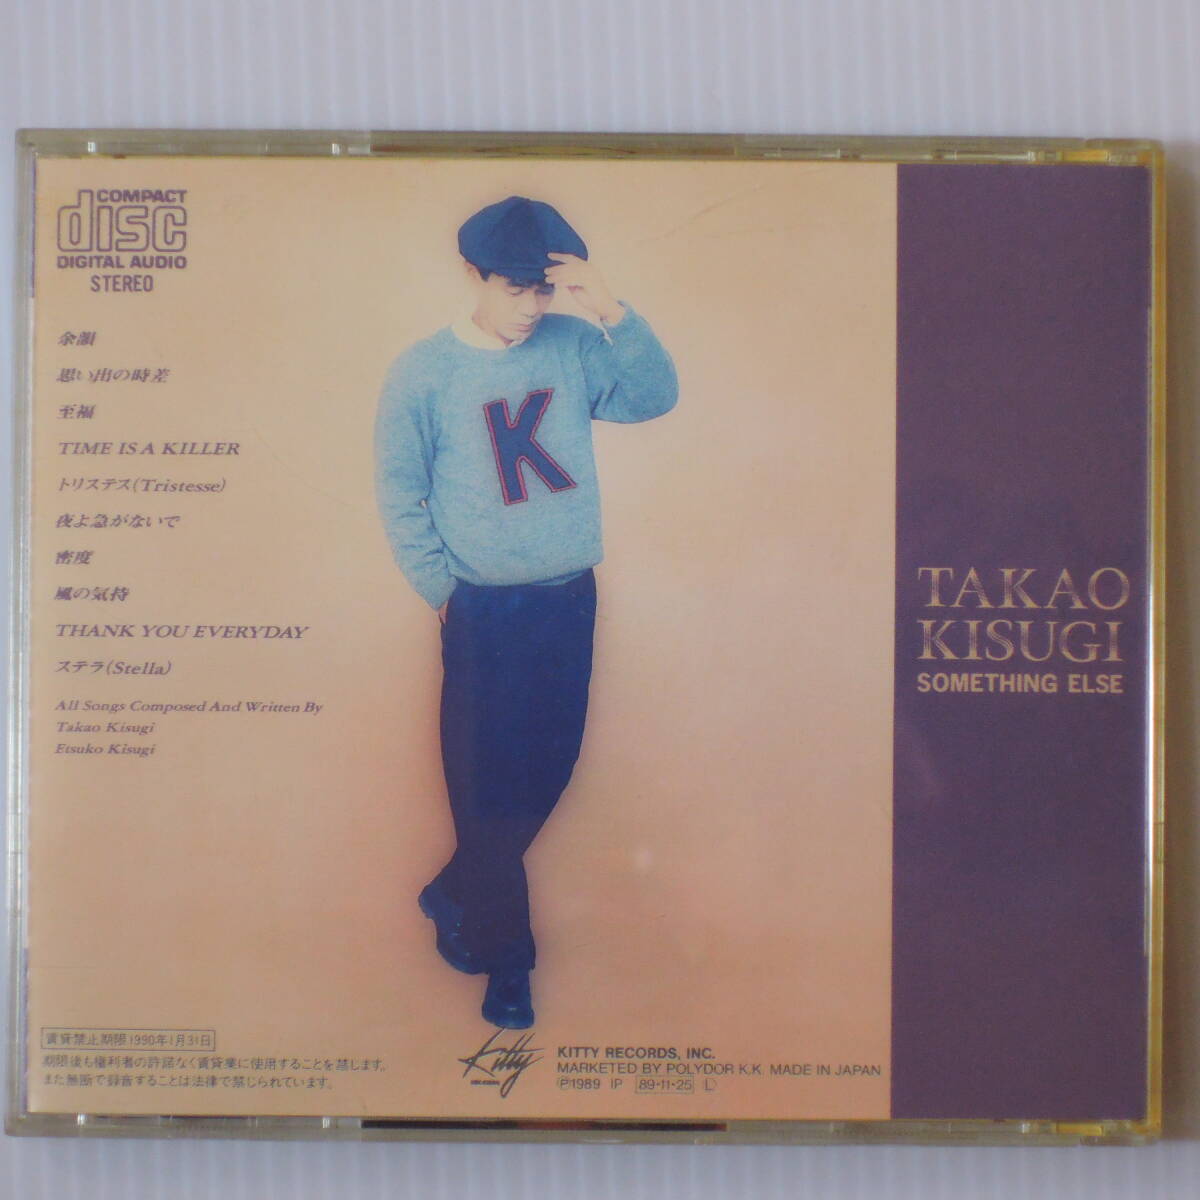 COMPACT
disc
DIGITAL AUDIO
STEREO
余韻
思い出の時差
至福
TIME IS A KILLER
トリステス(Tristesse)
夜よ急がないで
密度
風の気持
THANK YOU EVERYDAY
ステラ(Stella)
All Songs Composed And Written By
Takao Kisugi
Etsuko Kisugi
K
TAKAO
KISUGI
SOMETHING ELSE
賃貸禁止期限1990年1月31日
期限後も権利者の許諾なく賃貸業に使用することを禁じます。
また無断で録音することは法律で禁じられています。
Kitty
KITTY RECORDS, INC.
MARKETED BY POLYDOR K.K. MADE IN JAPAN
Ⓟ1989 IP 89・11・25 Ⓛ